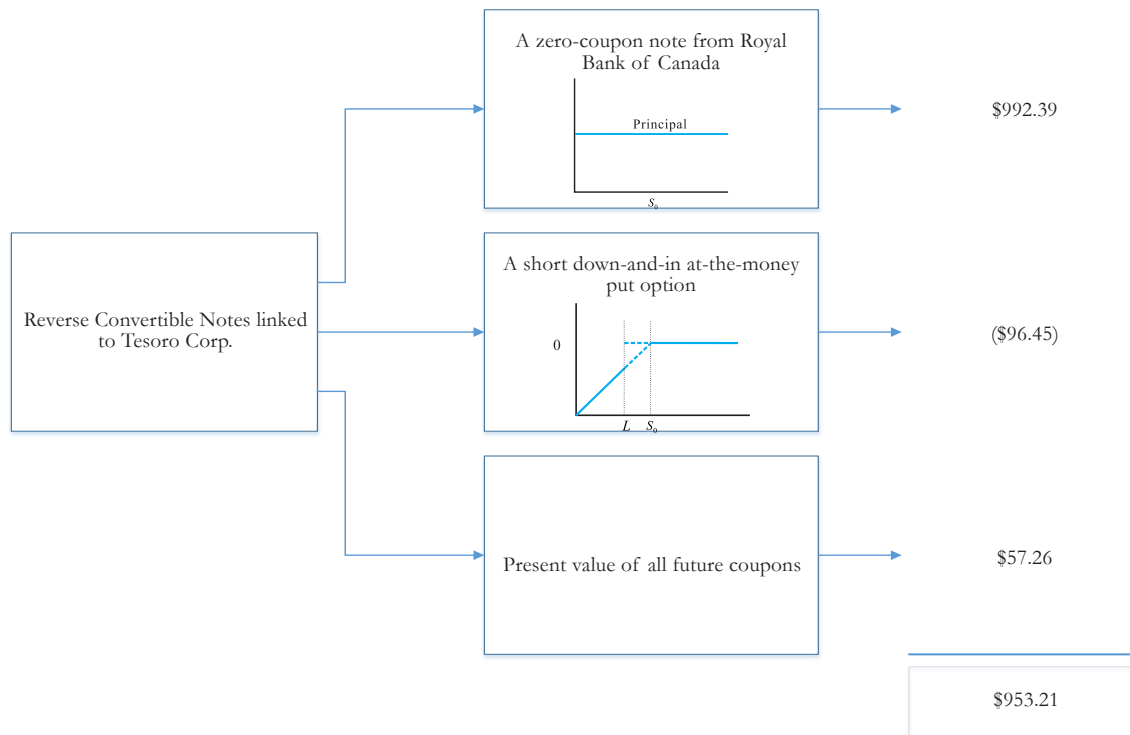 A zero-coupon note from Royal
Bank of Canada
Principal
S₀
$992.39
Reverse Convertible Notes linked
to Tesoro Corp.
A short down-and-in at-the-money
put option
0
L S₀
($96.45)
Present value of all future coupons
$57.26
$953.21